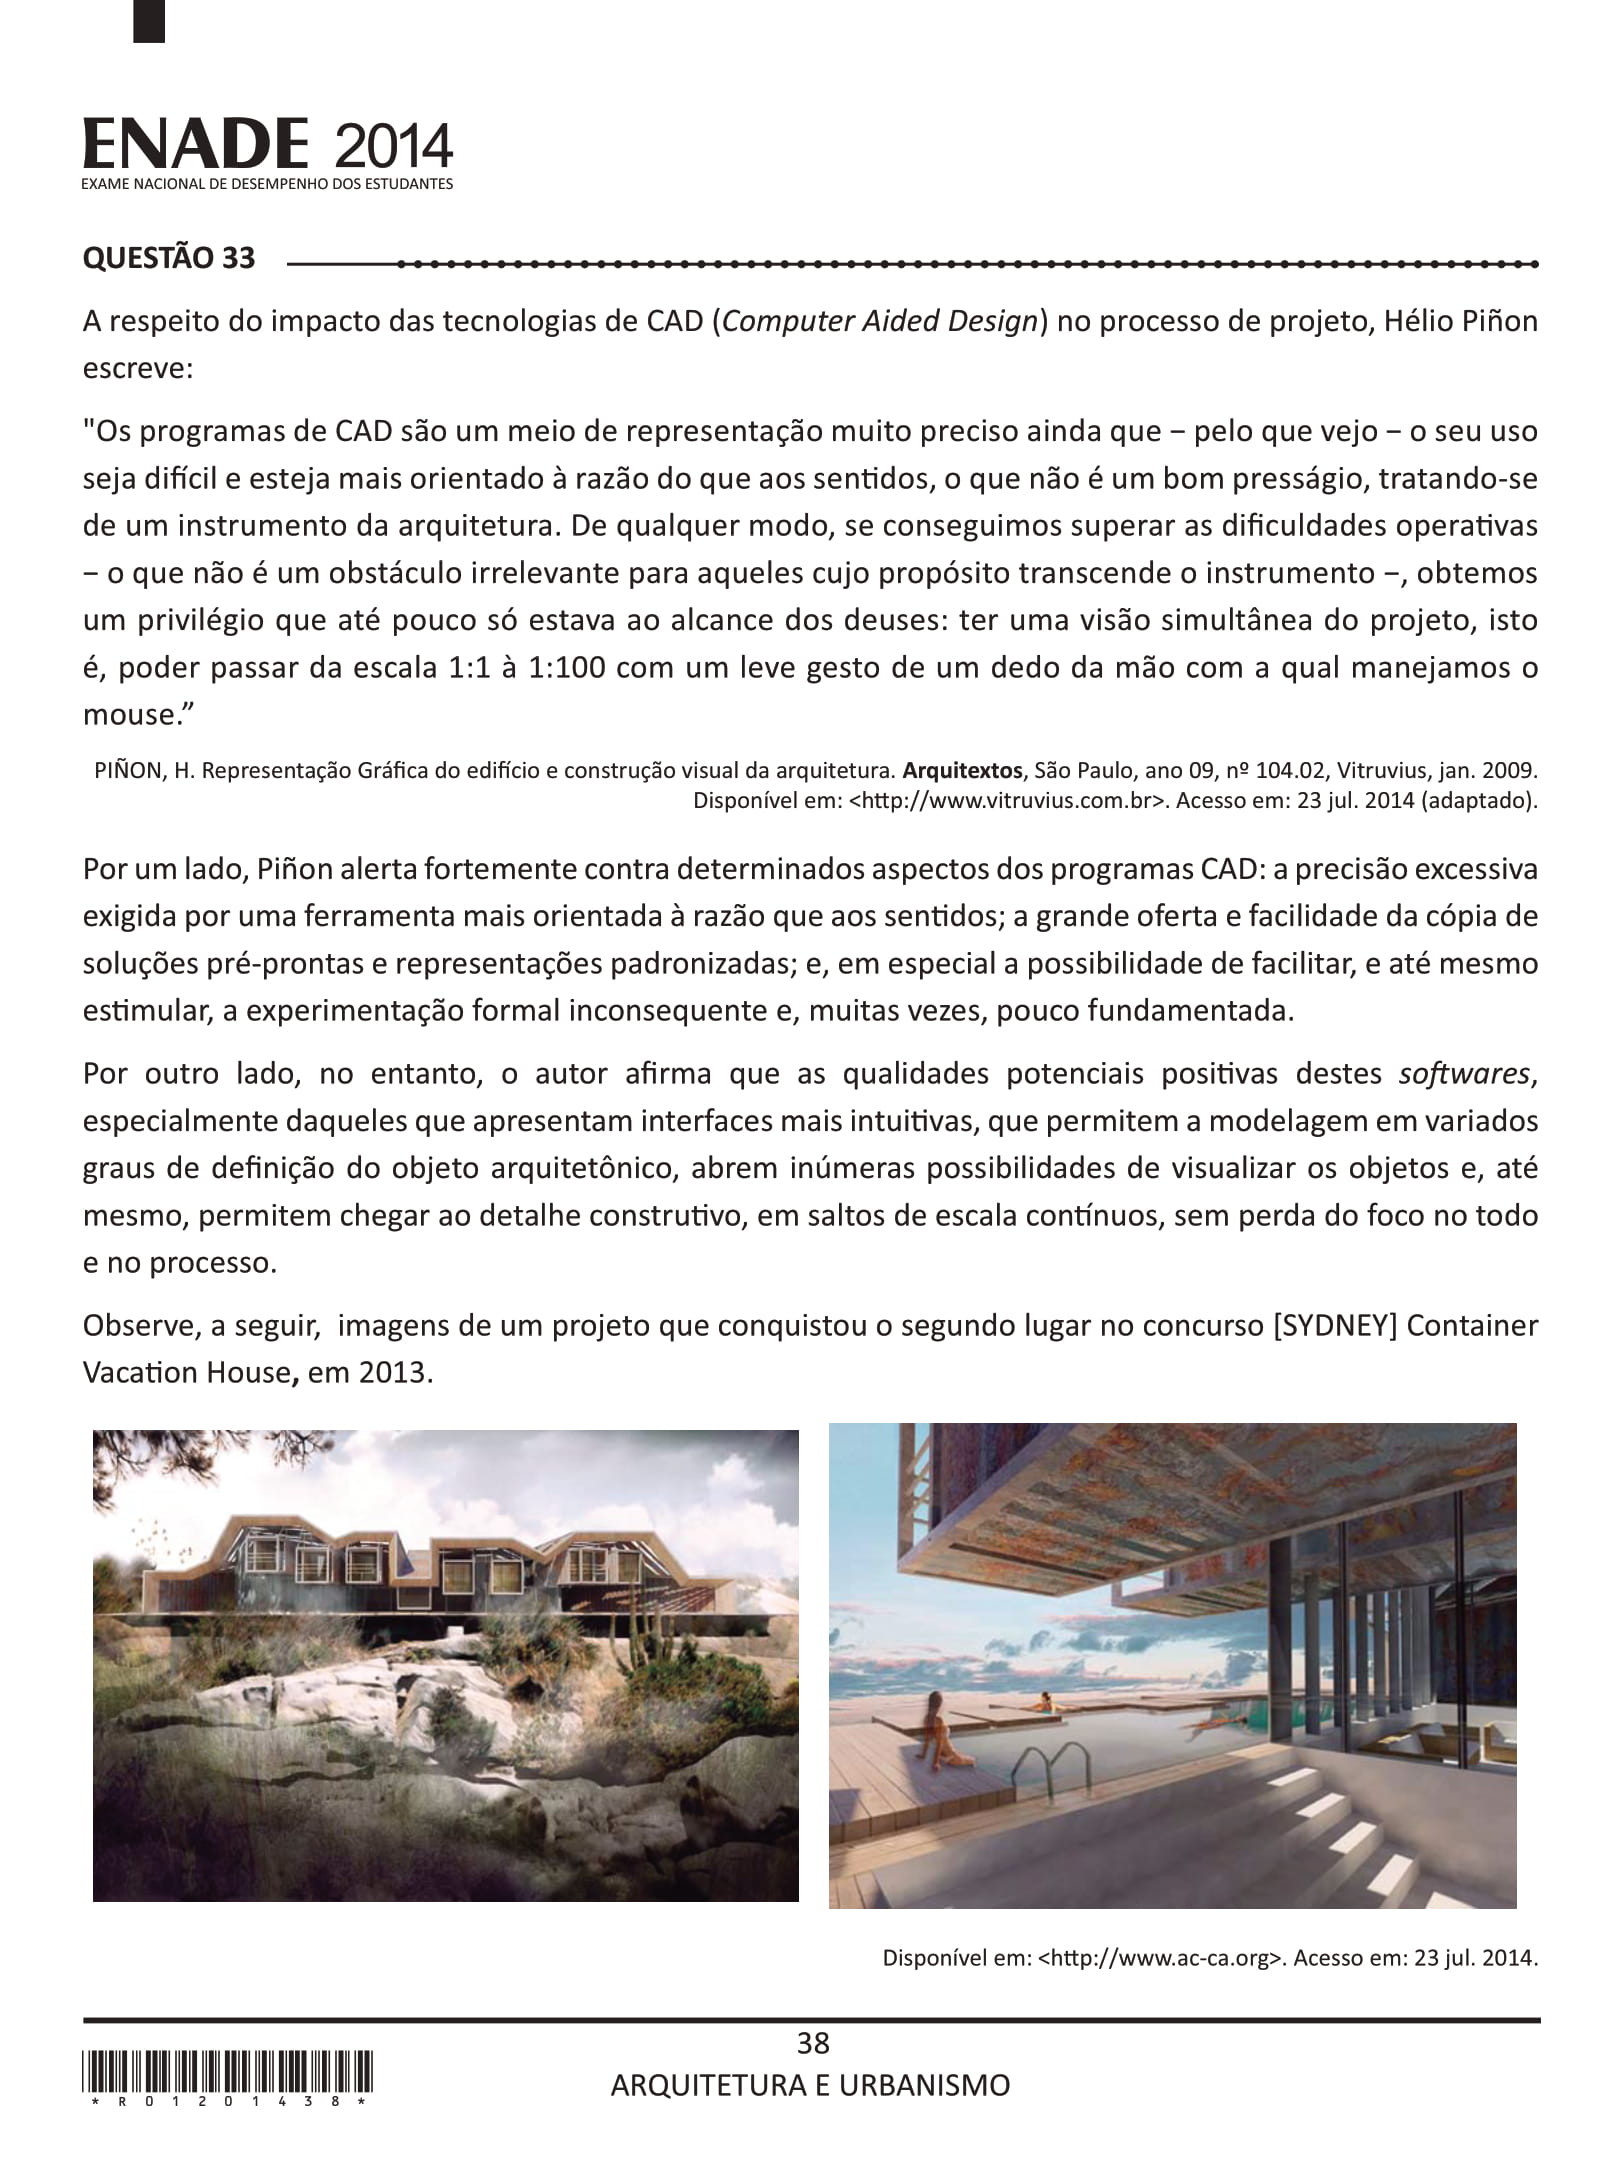 ENADE 2014
EXAME NACIONAL DE DESEMPENHO DOS ESTUDANTES
QUESTÃO 33
A respeito do impacto das tecnologias de CAD (Computer Aided Design) no processo de projeto, Hélio Piñon
escreve:
"Os programas de CAD são um meio de representação muito preciso ainda que – pelo que vejo – o seu uso
seja difícil e esteja mais orientado à razão do que aos sentidos, o que não é um bom presságio, tratando-se
de um instrumento da arquitetura. De qualquer modo, se conseguimos superar as dificuldades operativas
– o que não é um obstáculo irrelevante para aqueles cujo propósito transcende o instrumento –, obtemos
um privilégio que até pouco só estava ao alcance dos deuses: ter uma visão simultânea do projeto, isto
é, poder passar da escala 1:1 à 1:100 com um leve gesto de um dedo da mão com a qual manejamos o
mouse.”
PIÑON, H. Representação Gráfica do edifício e construção visual da arquitetura. Arquitextos, São Paulo, ano 09, nº 104.02, Vitruvius, jan. 2009.
Disponível em: <http://www.vitruvius.com.br>. Acesso em: 23 jul. 2014 (adaptado).
Por um lado, Piñon alerta fortemente contra determinados aspectos dos programas CAD: a precisão excessiva
exigida por uma ferramenta mais orientada à razão que aos sentidos; a grande oferta e facilidade da cópia de
soluções pré-prontas e representações padronizadas; e, em especial a possibilidade de facilitar, e até mesmo
estimular, a experimentação formal inconsequente e, muitas vezes, pouco fundamentada.
Por outro lado, no entanto, o autor afirma que as qualidades potenciais positivas destes softwares,
especialmente daqueles que apresentam interfaces mais intuitivas, que permitem a modelagem em variados
graus de definição do objeto arquitetônico, abrem inúmeras possibilidades de visualizar os objetos e, até
mesmo, permitem chegar ao detalhe construtivo, em saltos de escala contínuos, sem perda do foco no todo
e no processo.
Observe, a seguir, imagens de um projeto que conquistou o segundo lugar no concurso [SYDNEY] Container
Vacation House, em 2013.
Disponível em: <http://www.ac-ca.org>. Acesso em: 23 jul. 2014.
38
ARQUITETURA E URBANISMO
* R 0 1 2 0 1 4 3 8 *